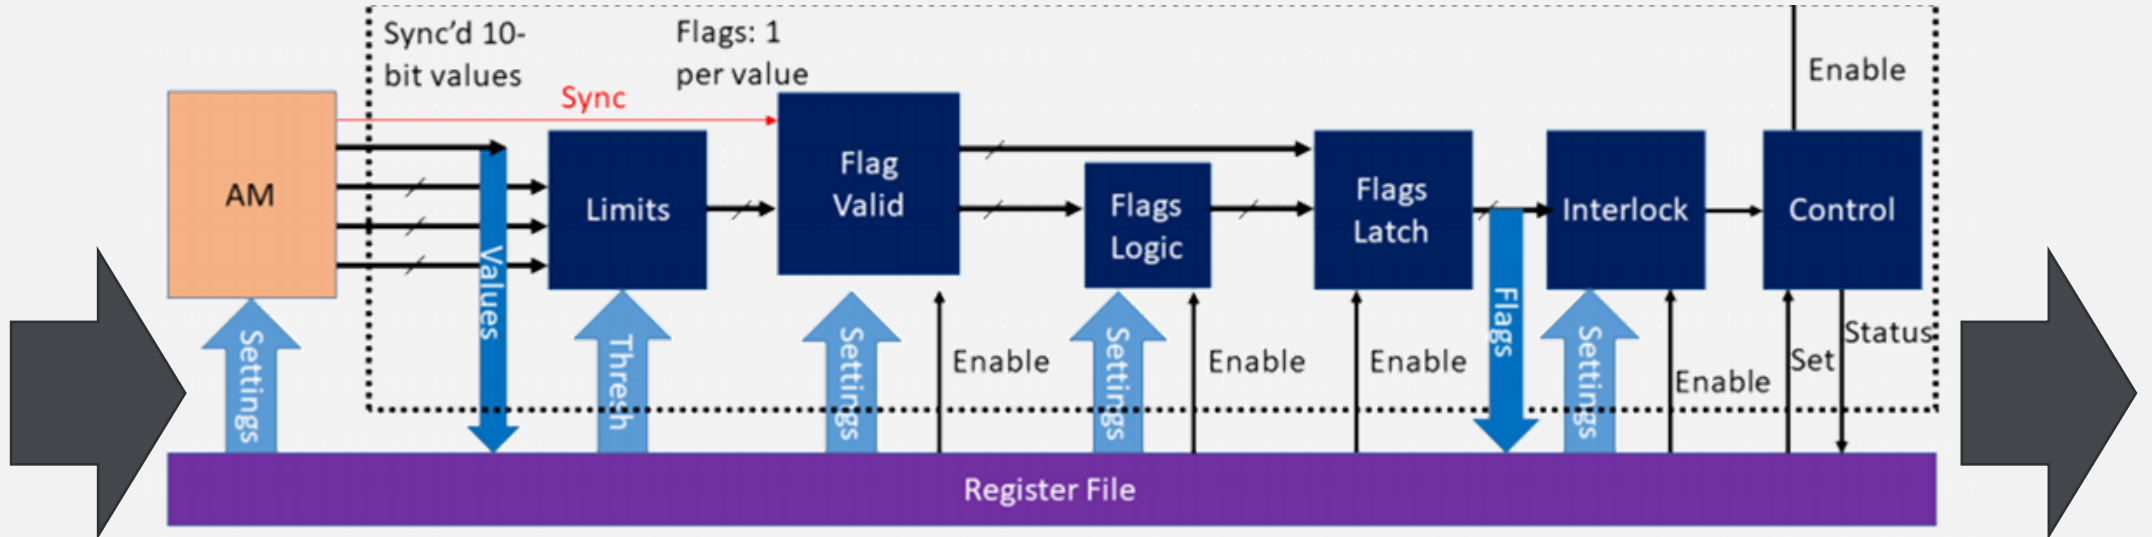 Sync'd 10-
bit values
Flags: 1
per value
Sync
Enable
AM
Limits
Flag
Valid
Flags
Logic
Flags
Latch
Interlock
Control
Values
Flags
Settings
Thresh
Settings
Enable
Settings
Enable
Enable
Settings
Enable
Set
Status
Register File